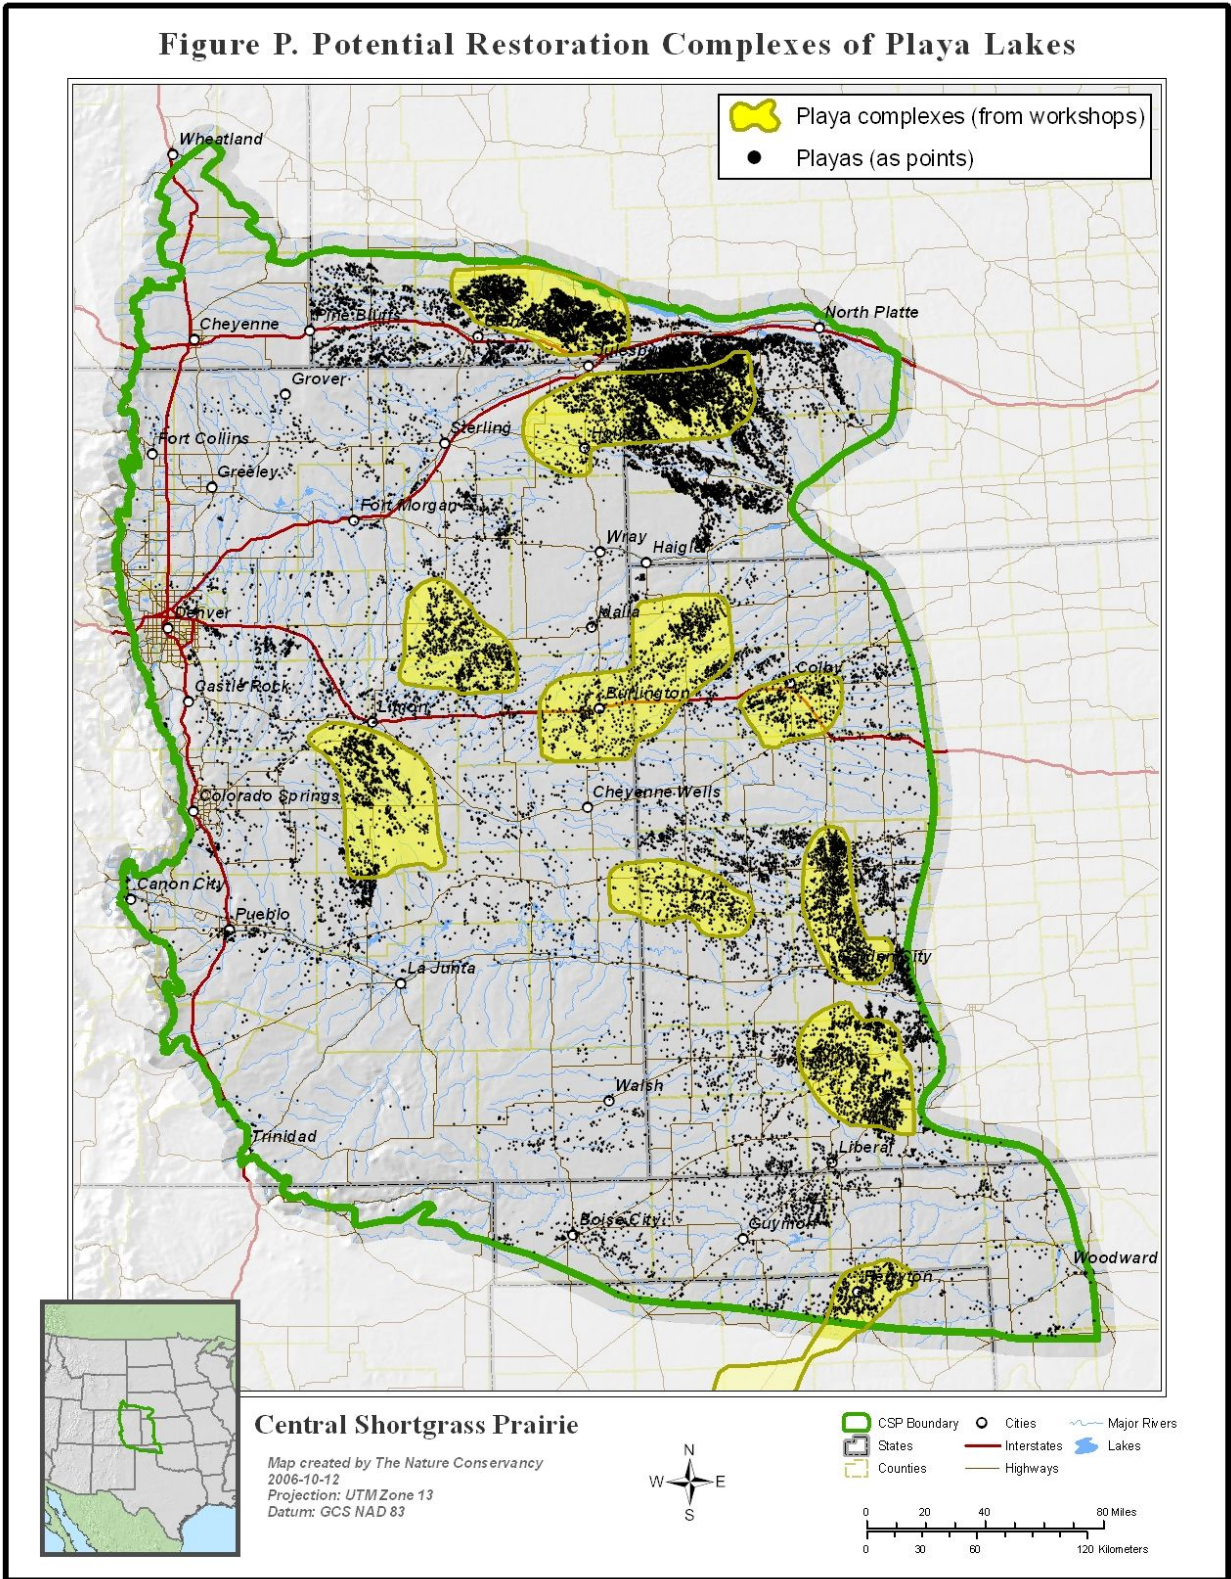 Figure P. Potential Restoration Complexes of Playa Lakes
Playa complexes (from workshops)
Playas (as points)
Wheatland
Cheyenne
Pine Bluffs
North Platte
Grover
Sterling
Fort Collins
Greeley
Fort Morgan
Wray
Haigler
Denver
Idalia
Castle Rock
Limon
Burlington
Colby
Colorado Springs
Cheyenne Wells
Canon City
Pueblo
La Junta
Garden City
Walsh
Trinidad
Liberal
Boise City
Guymon
Woodward
Perryton
Central Shortgrass Prairie
Map created by The Nature Conservancy
2006-10-12
Projection: UTM Zone 13
Datum: GCS NAD 83
N
W E
S
CSP Boundary
Cities
Major Rivers
States
Interstates
Lakes
Counties
Highways
0 20 40 80 Miles
0 30 60 120 Kilometers